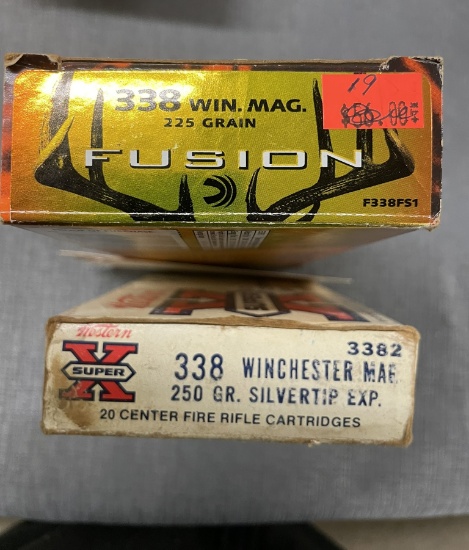 338 WIN. MAG.
225 GRAIN
19
$56.00
FUSION
F338FS1
Western
X
SUPER
3382
338 WINCHESTER MAG.
250 GR. SILVERTIP EXP.
20 CENTER FIRE RIFLE CARTRIDGES